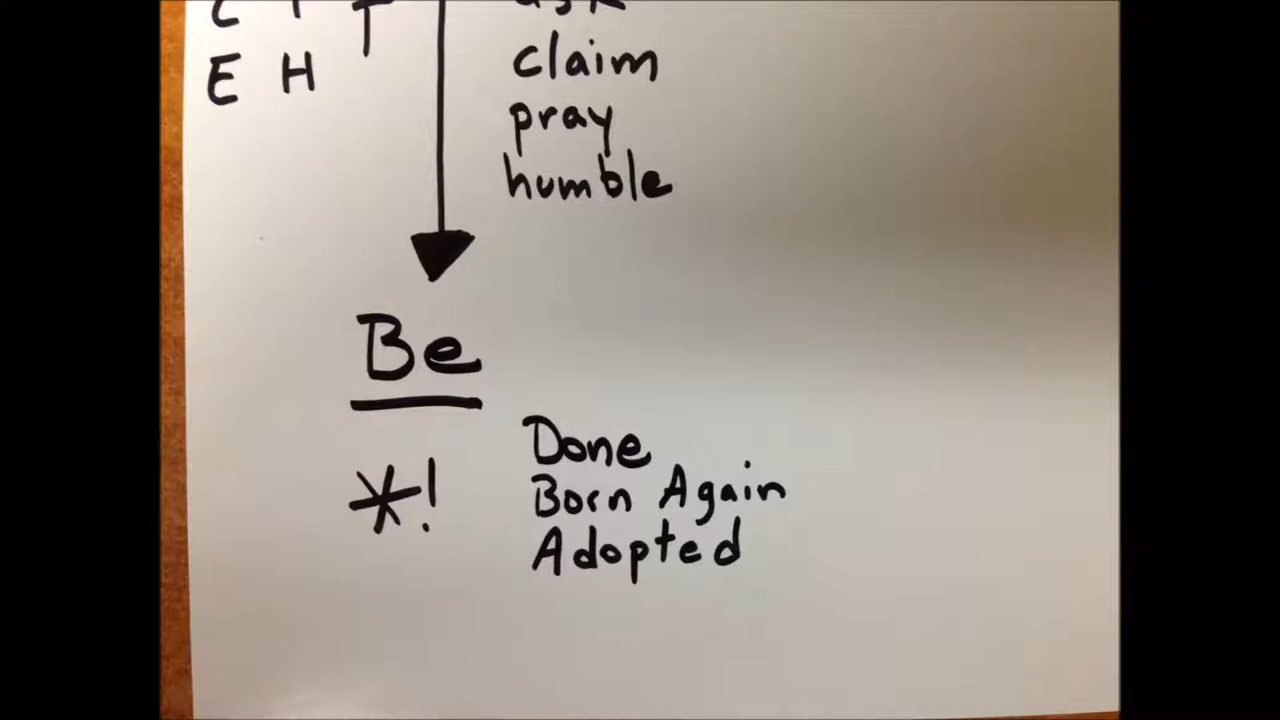 T
E H
claim
pray
humble
Be
*!
Done
Born Again
Adopted